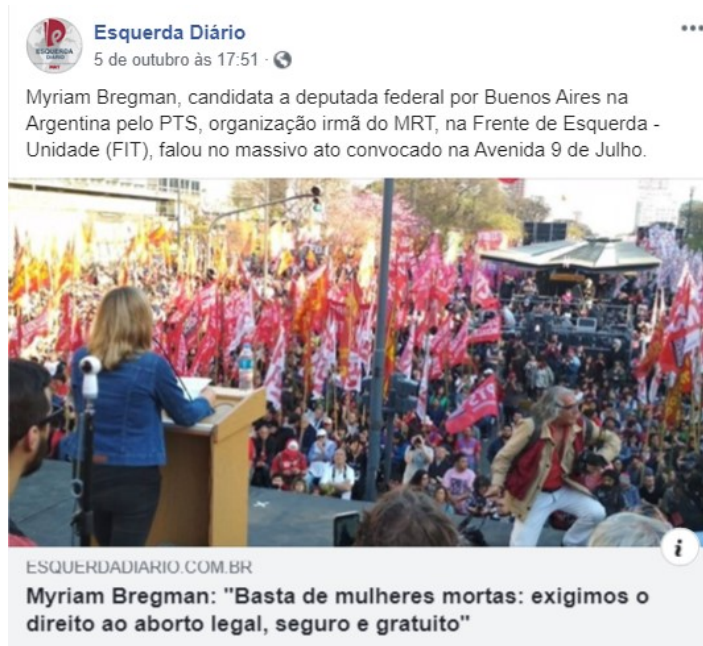 Esquerda Diário
5 de outubro às 17:51 ·
Myriam Bregman, candidata a deputada federal por Buenos Aires na
Argentina pelo PTS, organização irmã do MRT, na Frente de Esquerda -
Unidade (FIT), falou no massivo ato convocado na Avenida 9 de Julho.
ESQUERDADIARIO.COM.BR
Myriam Bregman: "Basta de mulheres mortas: exigimos o
direito ao aborto legal, seguro e gratuito"